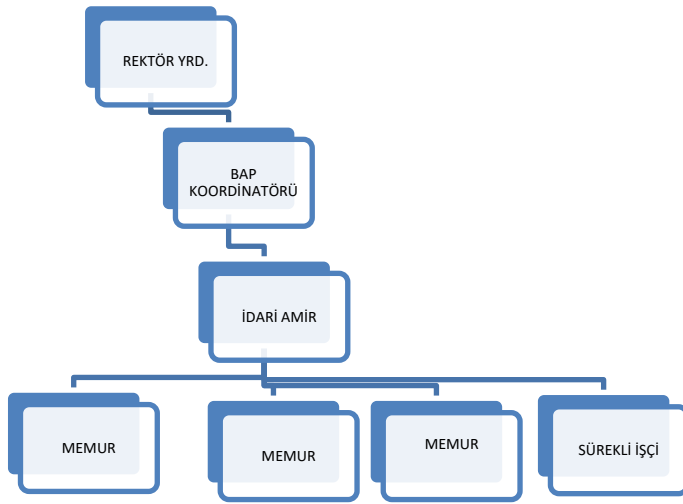 REKTÖR YRD.
BAP
KOORDİNATÖRÜ
İDARİ AMİR
MEMUR
MEMUR
MEMUR
SÜREKLİ İŞÇİ